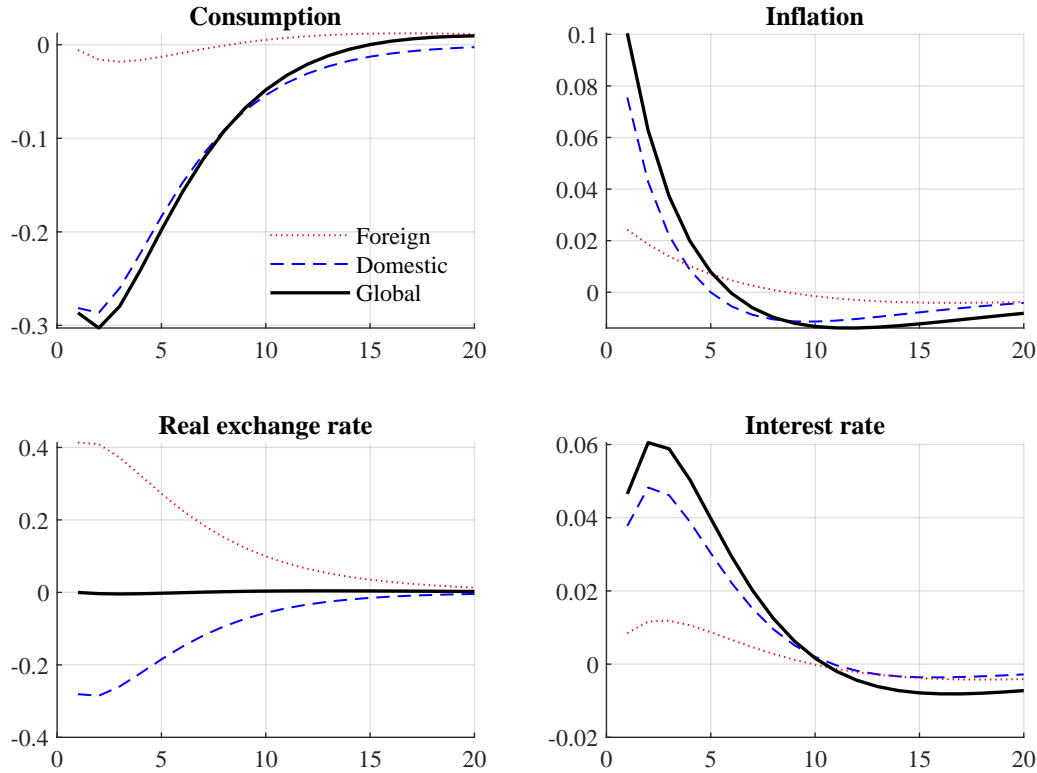 Consumption
0
-0.1
-0.2
-0.3
0 5 10 15 20
Foreign
Domestic
Global
Inflation
0.1
0.08
0.06
0.04
0.02
0
0 5 10 15 20
Real exchange rate
0.4
0.2
0
-0.2
-0.4
0 5 10 15 20
Interest rate
0.06
0.04
0.02
0
-0.02
0 5 10 15 20